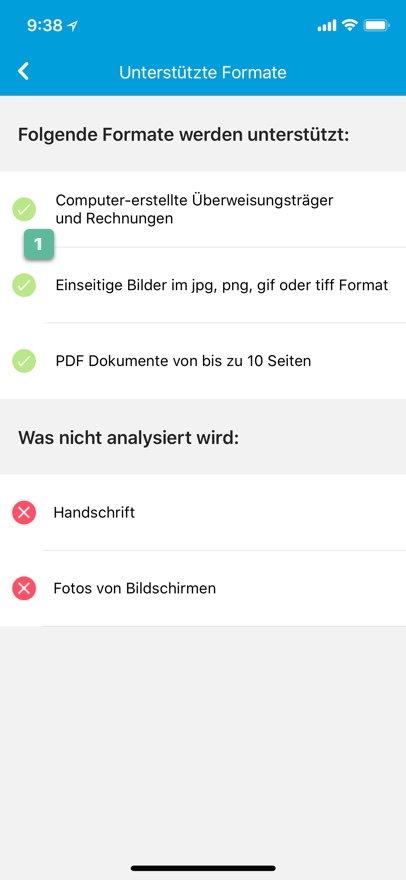 9:38
Unterstützte Formate
Folgende Formate werden unterstützt:
Computer-erstellte Überweisungsträger
und Rechnungen
1
Einseitige Bilder im jpg, png, gif oder tiff Format
PDF Dokumente von bis zu 10 Seiten
Was nicht analysiert wird:
Handschrift
Fotos von Bildschirmen